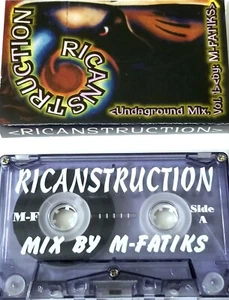 RICANSTRUCTION
<Undaground Mix. Vol. 1><by: M-FATIKS
<RICANSTRUCTION>
RICANSTRUCTION
M-F
Side
A
MIX BY M-FATIKS